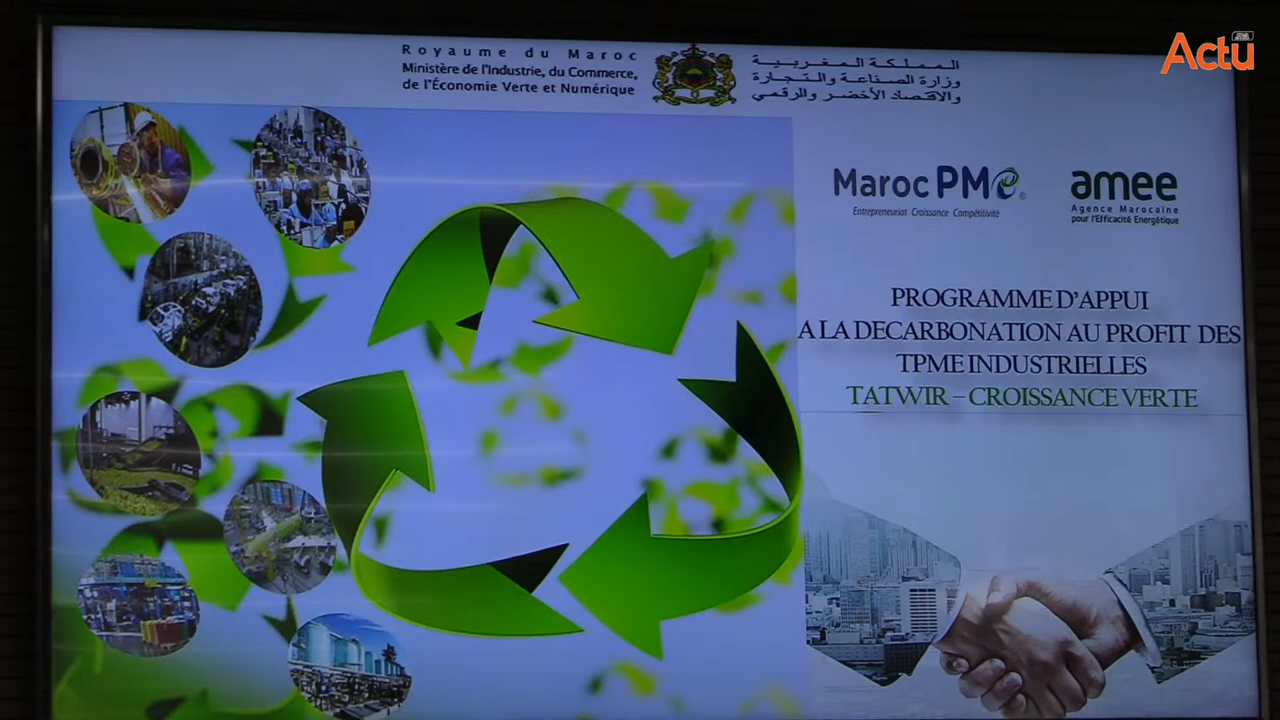 Royaume du Maroc
Ministère de l'Industrie, du Commerce,
de l'Économie Verte et Numérique
المملكة المغربية
وزارة الصناعة والتجارة
والاقتصاد الأخضر والرقمي
Actu
Maroc PMe
Entrepreneuriat Croissance Compétitivité
amee
Agence Marocaine
pour l'Efficacité Energétique
PROGRAMME D'APPUI
A LA DECARBONATION AU PROFIT DES
TPME INDUSTRIELLES
TATWIR – CROISSANCE VERTE